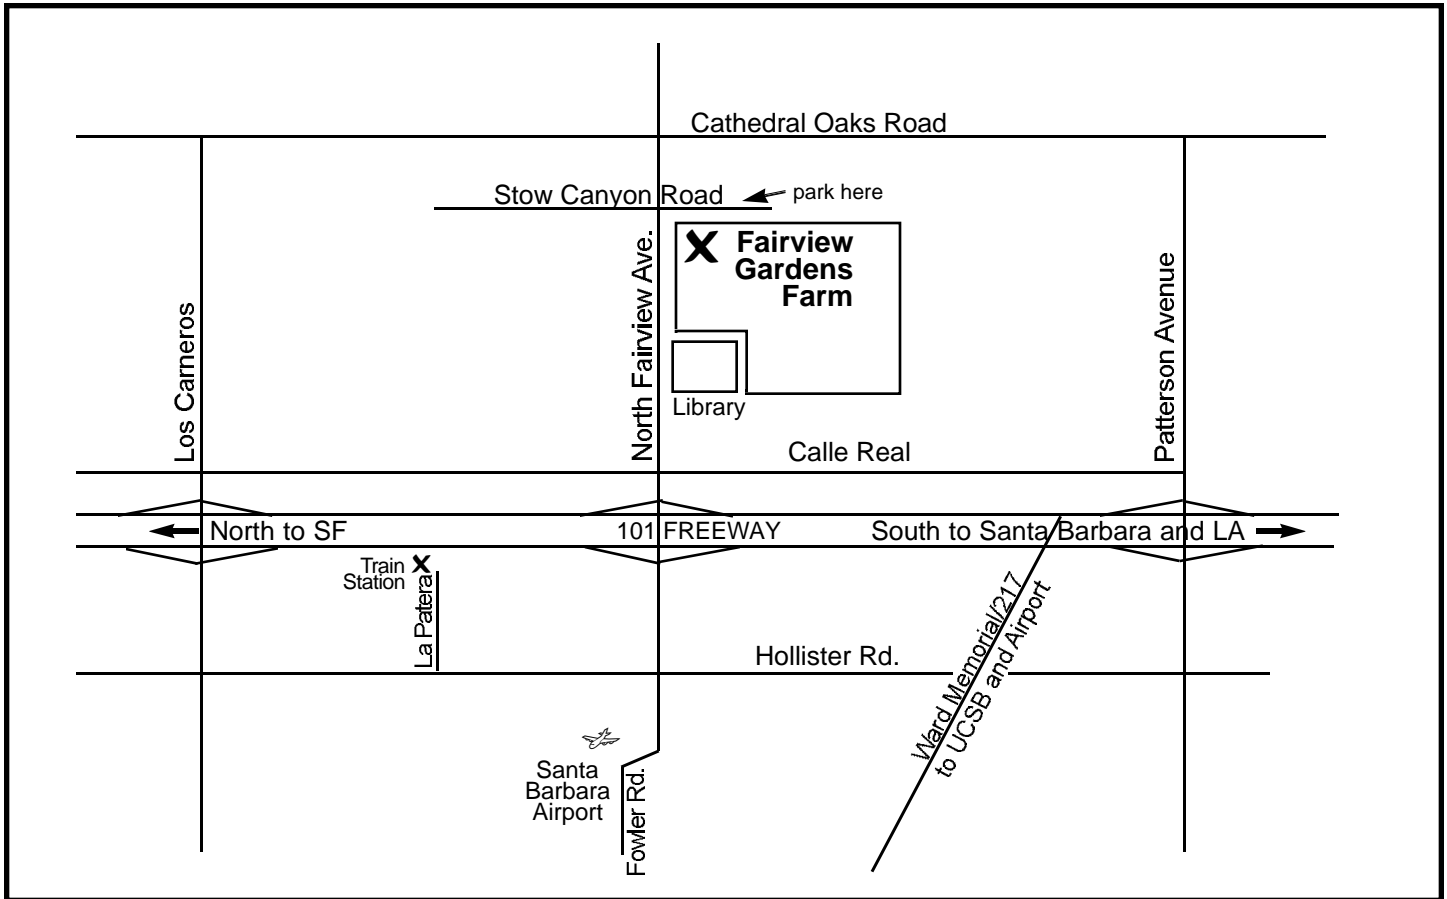 Cathedral Oaks Road
Stow Canyon Road
park here
Fairview
Gardens
Farm
North Fairview Ave.
Los Carneros
Patterson Avenue
Library
Calle Real
North to SF
101 FREEWAY
South to Santa Barbara and LA
Train
Station
La Patera
Ward Memorial/217
to UCSB and Airport
Hollister Rd.
Santa
Barbara
Airport
Fowler Rd.